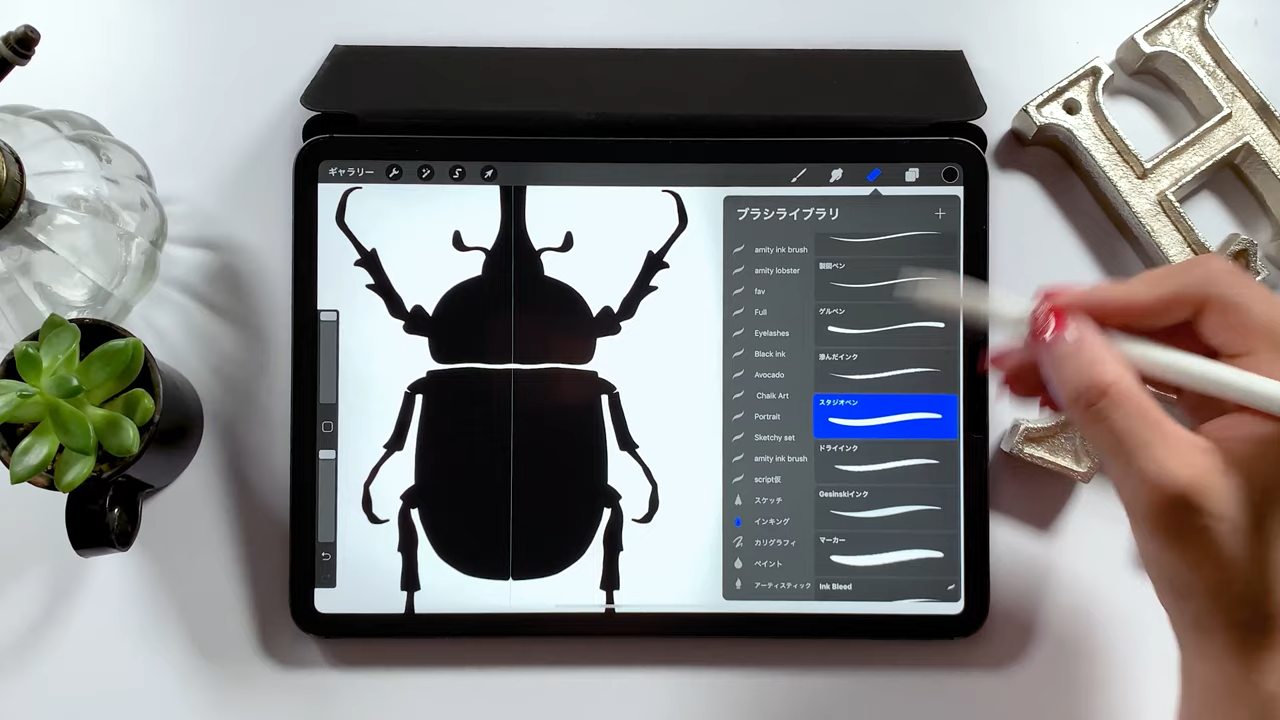 ギャラリー
ブラシライブラリ
amity ink brush
amity lobster
fav
Full
Eyelashes
Black ink
Avocado
Chalk Art
Portrait
Sketchy set
amity ink brush
script仮
スケッチ
インキング
カリグラフィ
ペイント
アーティスティック
製図ペン
ゲルペン
滲んだインク
スタジオペン
ドライインク
Gesinskiインク
マーカー
Ink Bleed
H